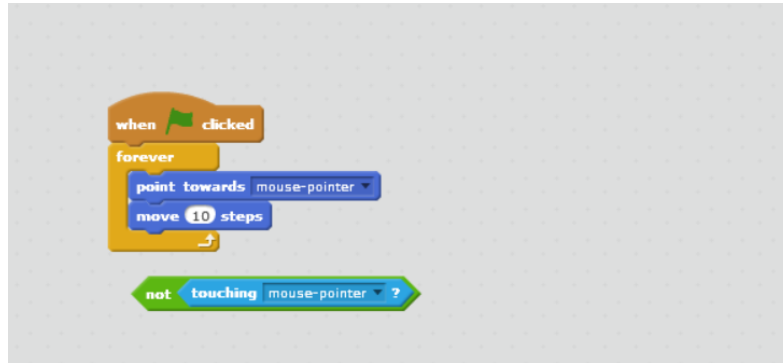 when clicked
forever
point towards mouse-pointer
move 10 steps
not touching mouse-pointer ?